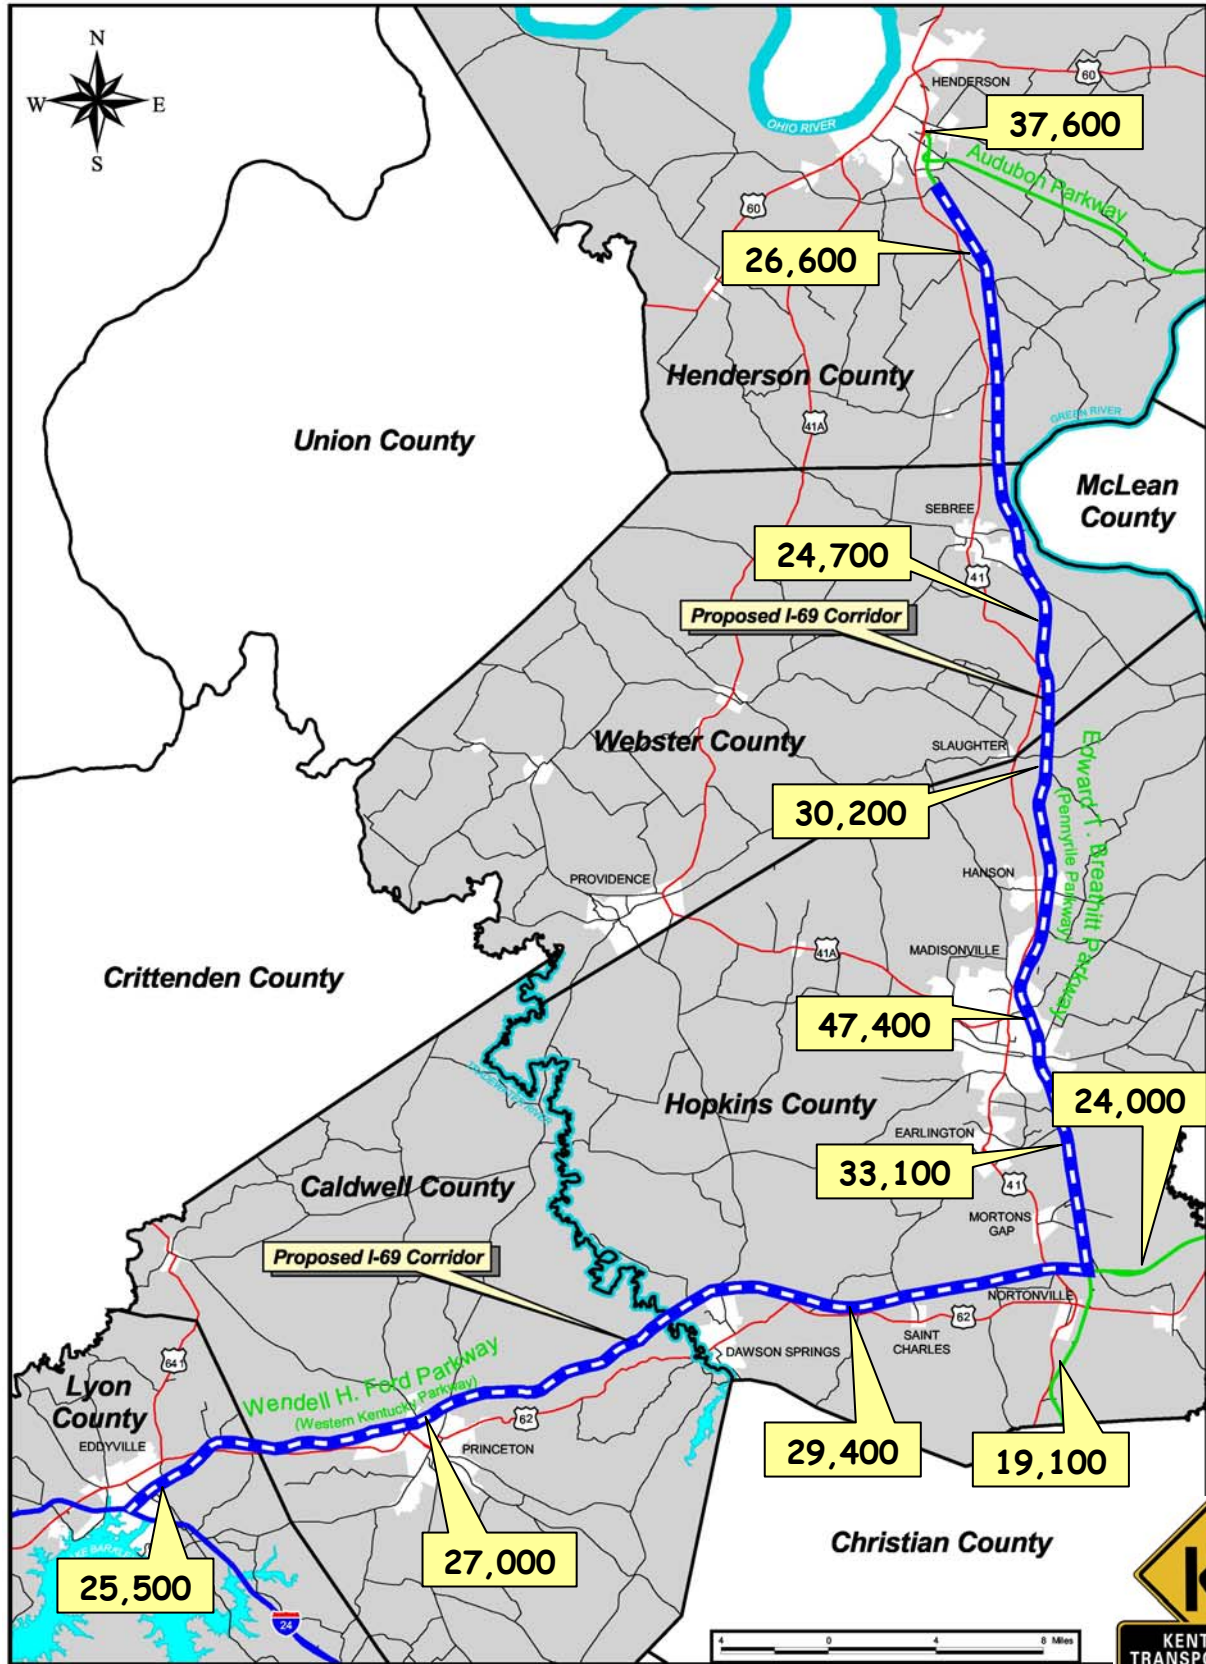 N
W
E
S
HENDERSON
60
OHIO RIVER
37,600
Audubon Parkway
60
26,600
Henderson County
Union County
41A
GREEN RIVER
McLean
County
SEBREE
24,700
41
Proposed I-69 Corridor
Webster County
SLAUGHTER
Edward T. Breathitt Parkway
(Pennyrile Parkway)
30,200
HANSON
PROVIDENCE
MADISONVILLE
41A
Crittenden County
47,400
Hopkins County
24,000
EARLINGTON
33,100
41
Caldwell County
MORTONS
GAP
Proposed I-69 Corridor
NORTONVILLE
62
SAINT
CHARLES
DAWSON SPRINGS
641
Wendell H. Ford Parkway
(Western Kentucky Parkway)
Lyon
County
62
EDDYVILLE
PRINCETON
29,400
19,100
Christian County
27,000
25,500
24
4
0
4
8 Miles
KENT
TRANSPO